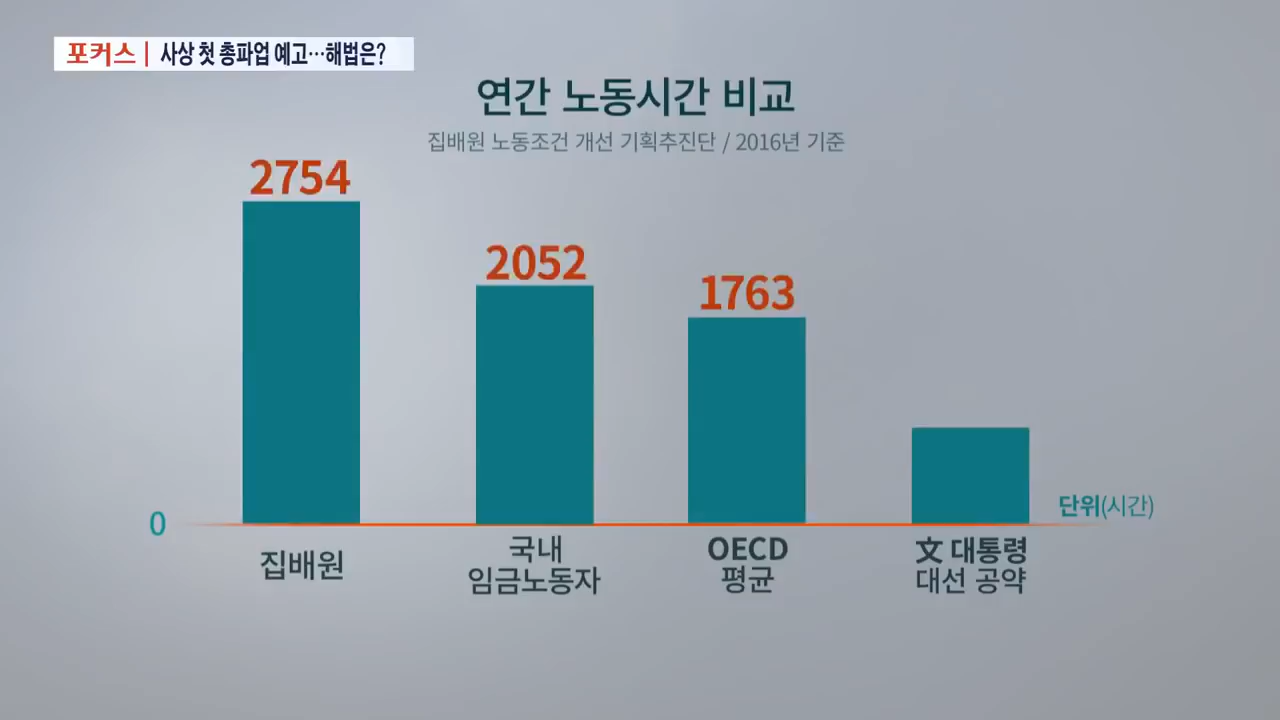 포커스| 사상 첫 총파업 예고…해법은?
연간 노동시간 비교
집배원 노동조건 개선 기획추진단 / 2016년 기준
2754
2052
1763
0
단위(시간)
집배원
국내
임금노동자
OECD
평균
文 대통령
대선 공약